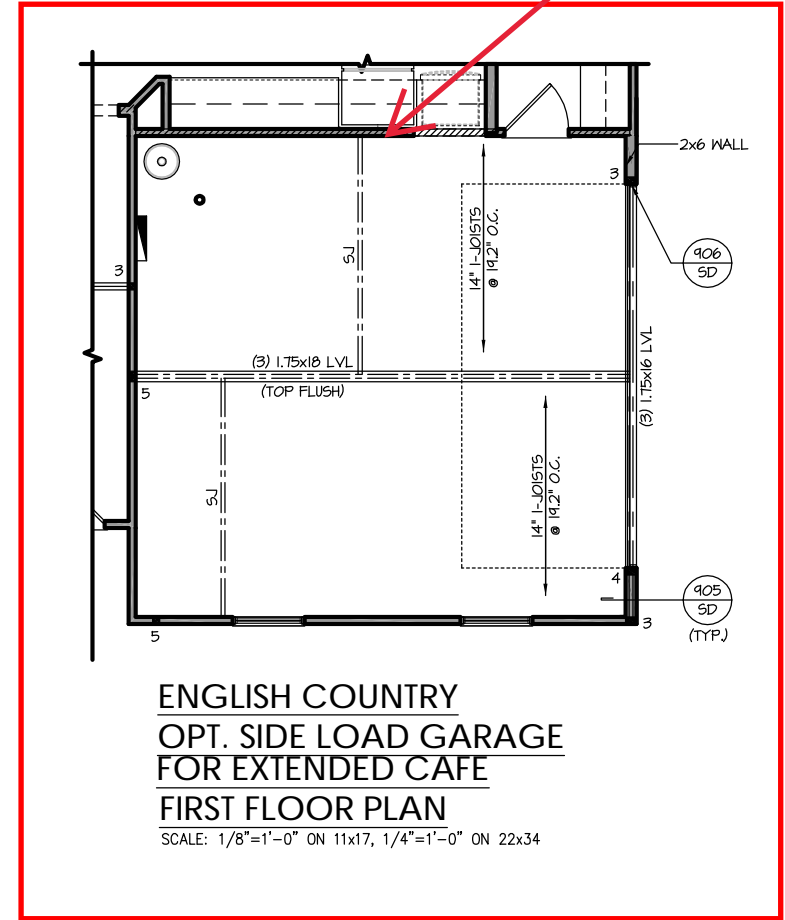 2x6 WALL
3
906
SD
14" I-JOISTS
@ 19.2" O.C.
SJ
3
(3) 1.75x18 LVL
(TOP FLUSH)
5
(3) 1.75x16 LVL
14" I-JOISTS
@ 19.2" O.C.
SJ
4
905
SD
(TYP.)
3
5
ENGLISH COUNTRY
OPT. SIDE LOAD GARAGE
FOR EXTENDED CAFE
FIRST FLOOR PLAN
SCALE: 1/8"=1'-0" ON 11x17, 1/4"=1'-0" ON 22x34